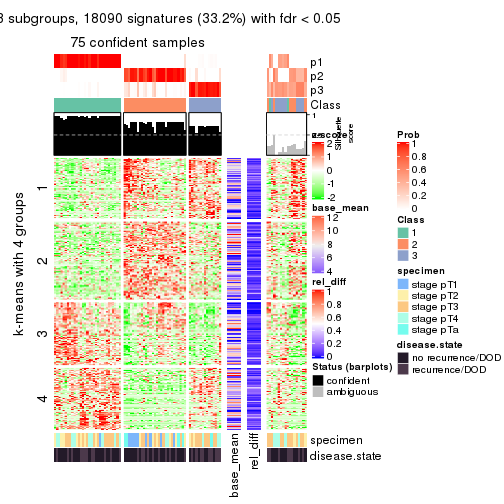 3 subgroups, 18090 signatures (33.2%) with fdr < 0.05
75 confident samples
p1
p2
p3
Class
1
Silhouette
score
z-score
2
1
0
-1
-2
base_mean
12
10
8
6
4
rel_diff
1
0.8
0.6
0.4
0.2
0
Status (barplots)
confident
ambiguous
Prob
1
0.8
0.6
0.4
0.2
0
Class
1
2
3
specimen
stage pT1
stage pT2
stage pT3
stage pT4
stage pTa
disease.state
no recurrence/DOD
recurrence/DOD
k-means with 4 groups
1
2
3
4
specimen
disease.state
base_mean
rel_diff